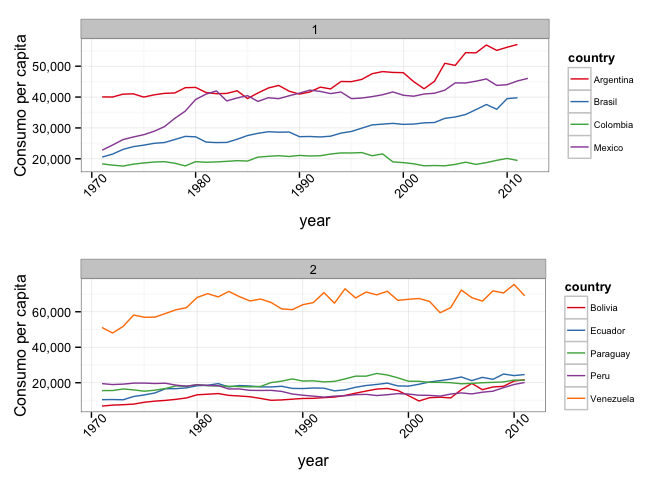 1
Consumo per capita
50,000
40,000
30,000
20,000
1970
1980
1990
2000
2010
year
country
Argentina
Brasil
Colombia
Mexico
2
Consumo per capita
60,000
40,000
20,000
1970
1980
1990
2000
2010
year
country
Bolivia
Ecuador
Paraguay
Peru
Venezuela